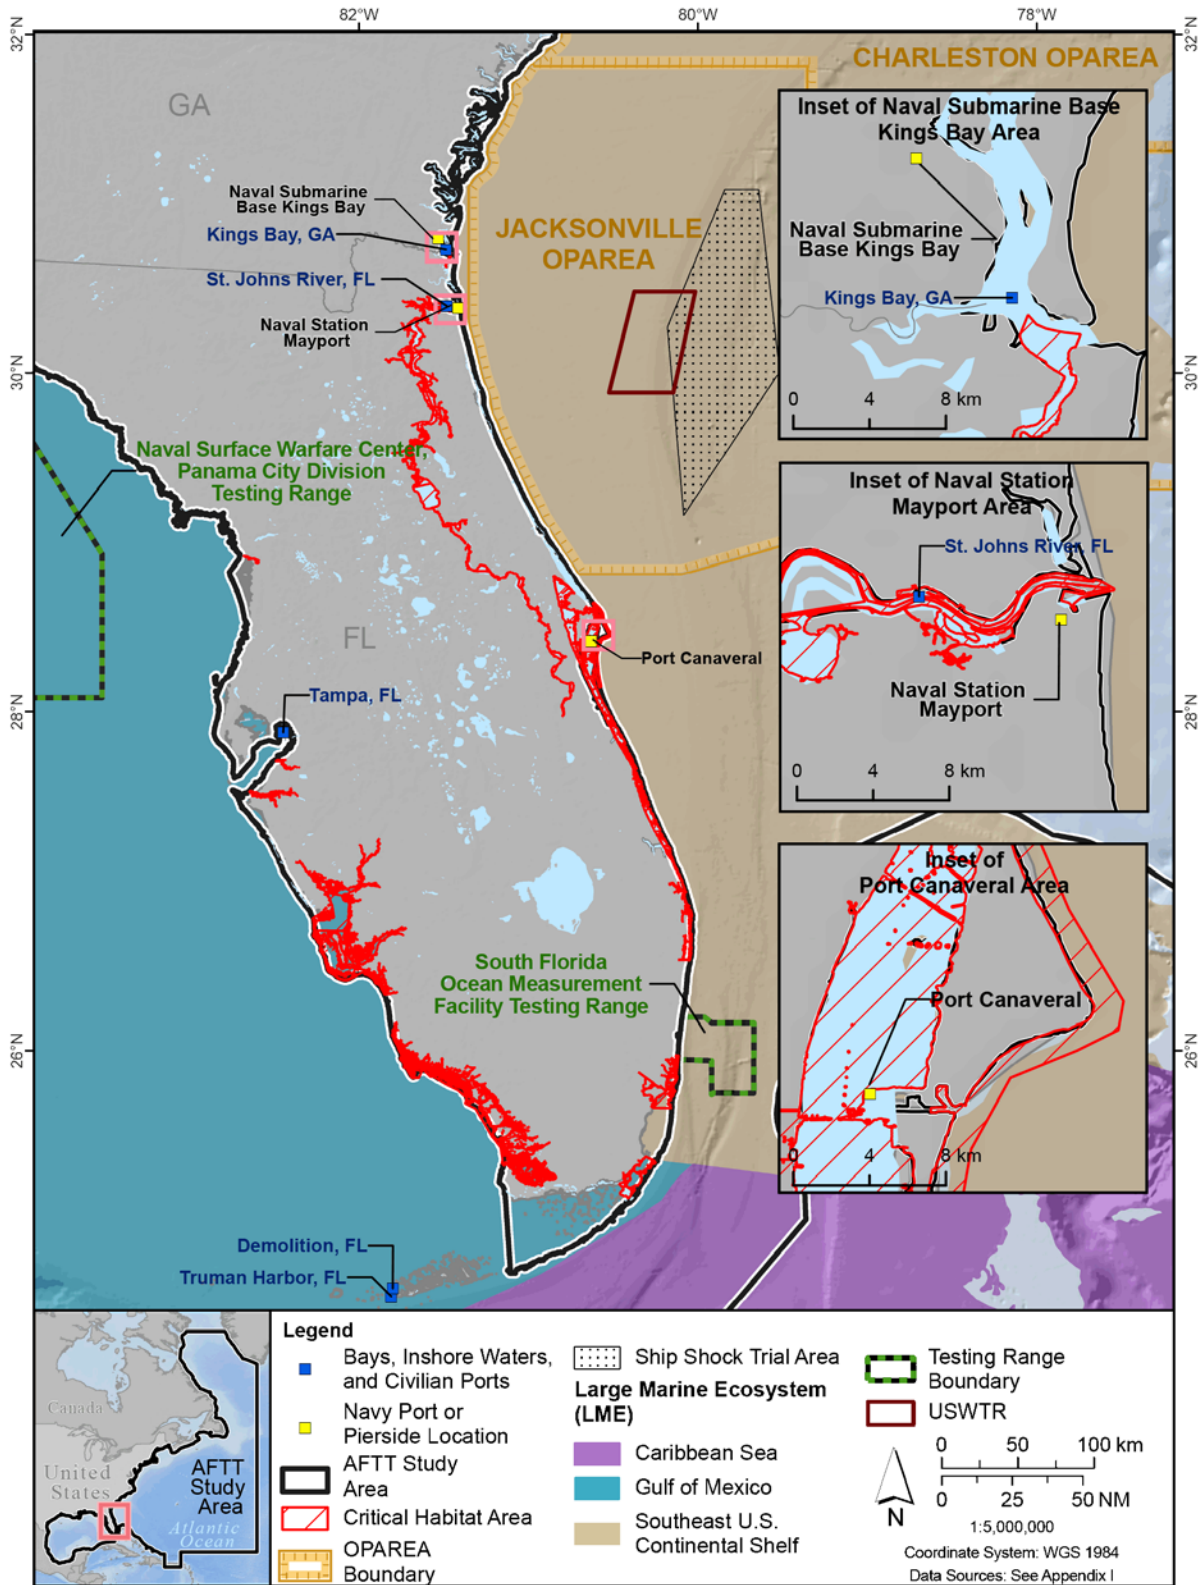 82°W
80°W
78°W
32°N
32°N
CHARLESTON OPAREA
GA
Inset of Naval Submarine Base
Kings Bay Area
Naval Submarine
Base Kings Bay
Kings Bay, GA
0
4
8 km
Naval Submarine
Base Kings Bay
Kings Bay, GA
St. Johns River, FL
Naval Station
Mayport
JACKSONVILLE
OPAREA
30°N
30°N
Naval Surface Warfare Center,
Panama City Division
Testing Range
Inset of Naval Station
Mayport Area
St. Johns River, FL
Naval Station
Mayport
0
4
8 km
FL
Port Canaveral
Tampa, FL
28°N
28°N
Inset of
Port Canaveral Area
Port Canaveral
0
4
8 km
South Florida
Ocean Measurement
Facility Testing Range
26°N
26°N
Demolition, FL
Truman Harbor, FL
Canada
United
States
AFTT
Study
Area
Atlantic
Ocean
Legend
Bays, Inshore Waters,
and Civilian Ports
Navy Port or
Pierside Location
AFTT Study
Area
Critical Habitat Area
OPAREA
Boundary
Ship Shock Trial Area
Large Marine Ecosystem
(LME)
Caribbean Sea
Gulf of Mexico
Southeast U.S.
Continental Shelf
Testing Range
Boundary
USWTR
0
50
100 km
0
25
50 NM
N
1:5,000,000
Coordinate System: WGS 1984
Data Sources: See Appendix I